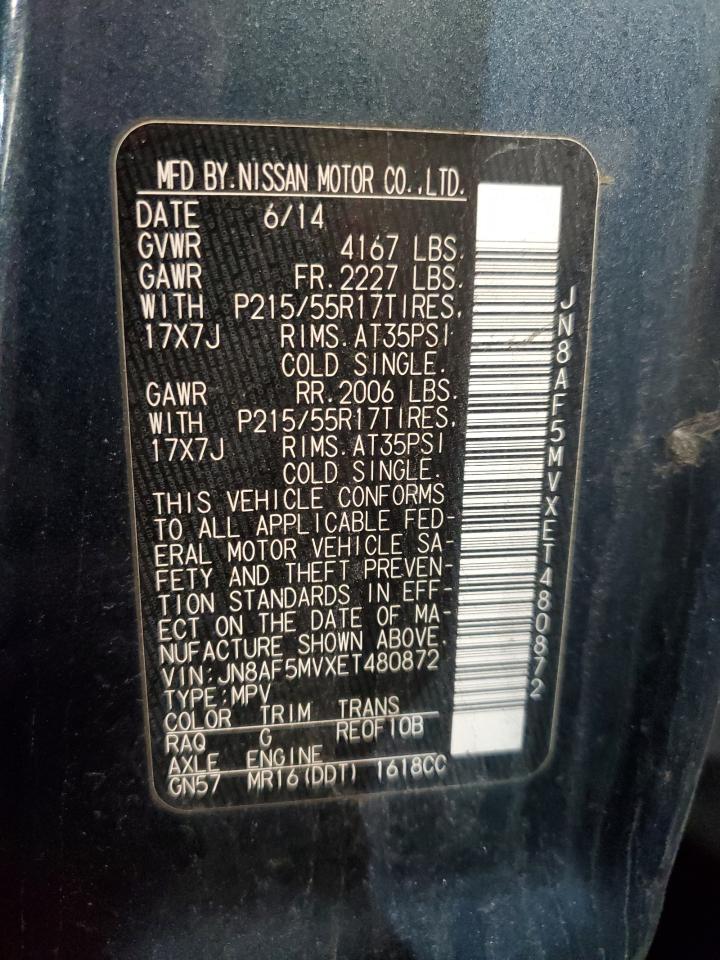 MFD BY.NISSAN MOTOR CO.,LTD.
DATE 6/14
GVWR 4167 LBS.
GAWR FR.2227 LBS.
WITH P215/55R17TIRES,
17X7J RIMS.AT35PSI
COLD SINGLE.
GAWR RR.2006 LBS.
WITH P215/55R17TIRES,
17X7J RIMS.AT35PSI
COLD SINGLE.
THIS VEHICLE CONFORMS
TO ALL APPLICABLE FED-
ERAL MOTOR VEHICLE SA-
FETY AND THEFT PREVEN-
TION STANDARDS IN EFF-
ECT ON THE DATE OF MA-
NUFACTURE SHOWN ABOVE.
VIN:JN8AF5MVXET480872
TYPE:MPV
COLOR TRIM TRANS
RAQ G RE0F10B
AXLE ENGINE
GN57 MR16(DDT) 1618CC
JN8AF5MVXET480872